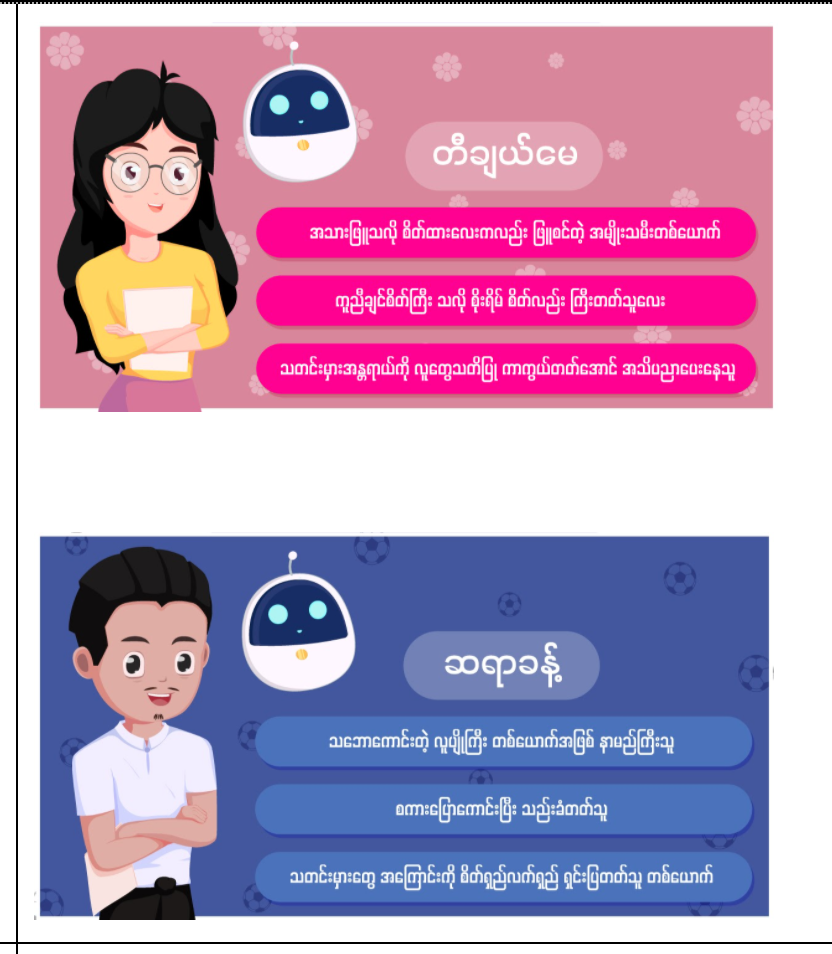 တီချယ်မေ
အသားဖြူသလို စိတ်ထားလေးကလည်း ဖြူစင်တဲ့ အမျိုးသမီးတစ်ယောက်
ကူညီချင်စိတ်ကြီး သလို စိုးရိမ် စိတ်လည်း ကြီးတတ်သူလေး
သတင်းမှားအန္တရာယ်ကို လူတွေသတိပြု ကာကွယ်တတ်အောင် အသိပညာပေးနေသူ
ဆရာခန့်
သဘောကောင်းတဲ့ လူပျိုကြီး တစ်ယောက်အဖြစ် နာမည်ကြီးသူ
စကားပြောကောင်းပြီး သည်းခံတတ်သူ
သတင်းမှားတွေ အကြောင်းကို စိတ်ရှည်လက်ရှည် ရှင်းပြတတ်သူ တစ်ယောက်